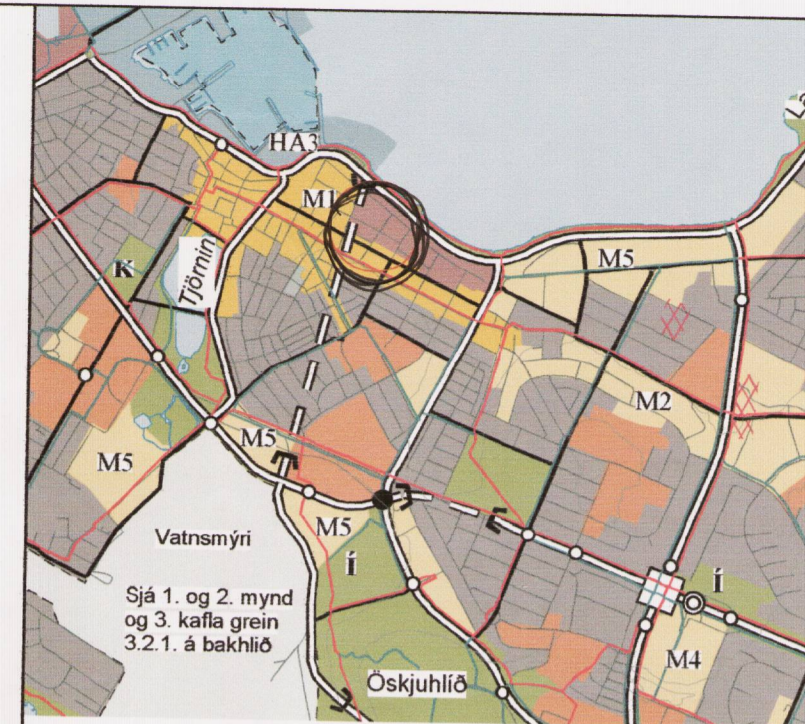 HA3
M1
M5
K
Tjörnin
M2
M5
M5
M5
Vatnsmýri
Í
Í
Sjá 1. og 2. mynd
og 3. kafla grein
3.2.1. á bakhlið
M4
Öskjuhlíð